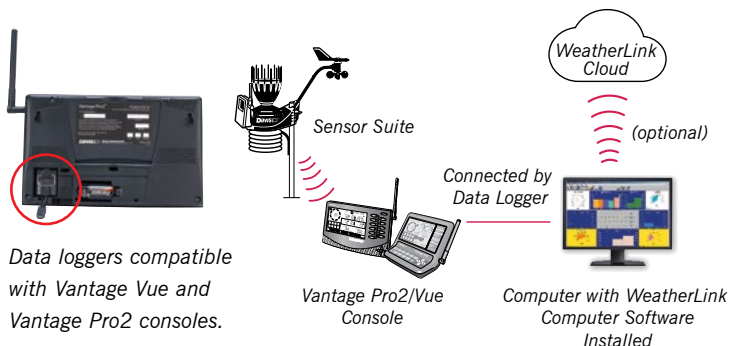 Data loggers compatible
with Vantage Vue and
Vantage Pro2 consoles.
DAVIS
Sensor Suite
Vantage Pro2/Vue
Console
Connected by
Data Logger
WeatherLink
Cloud
(optional)
Computer with WeatherLink
Computer Software
Installed